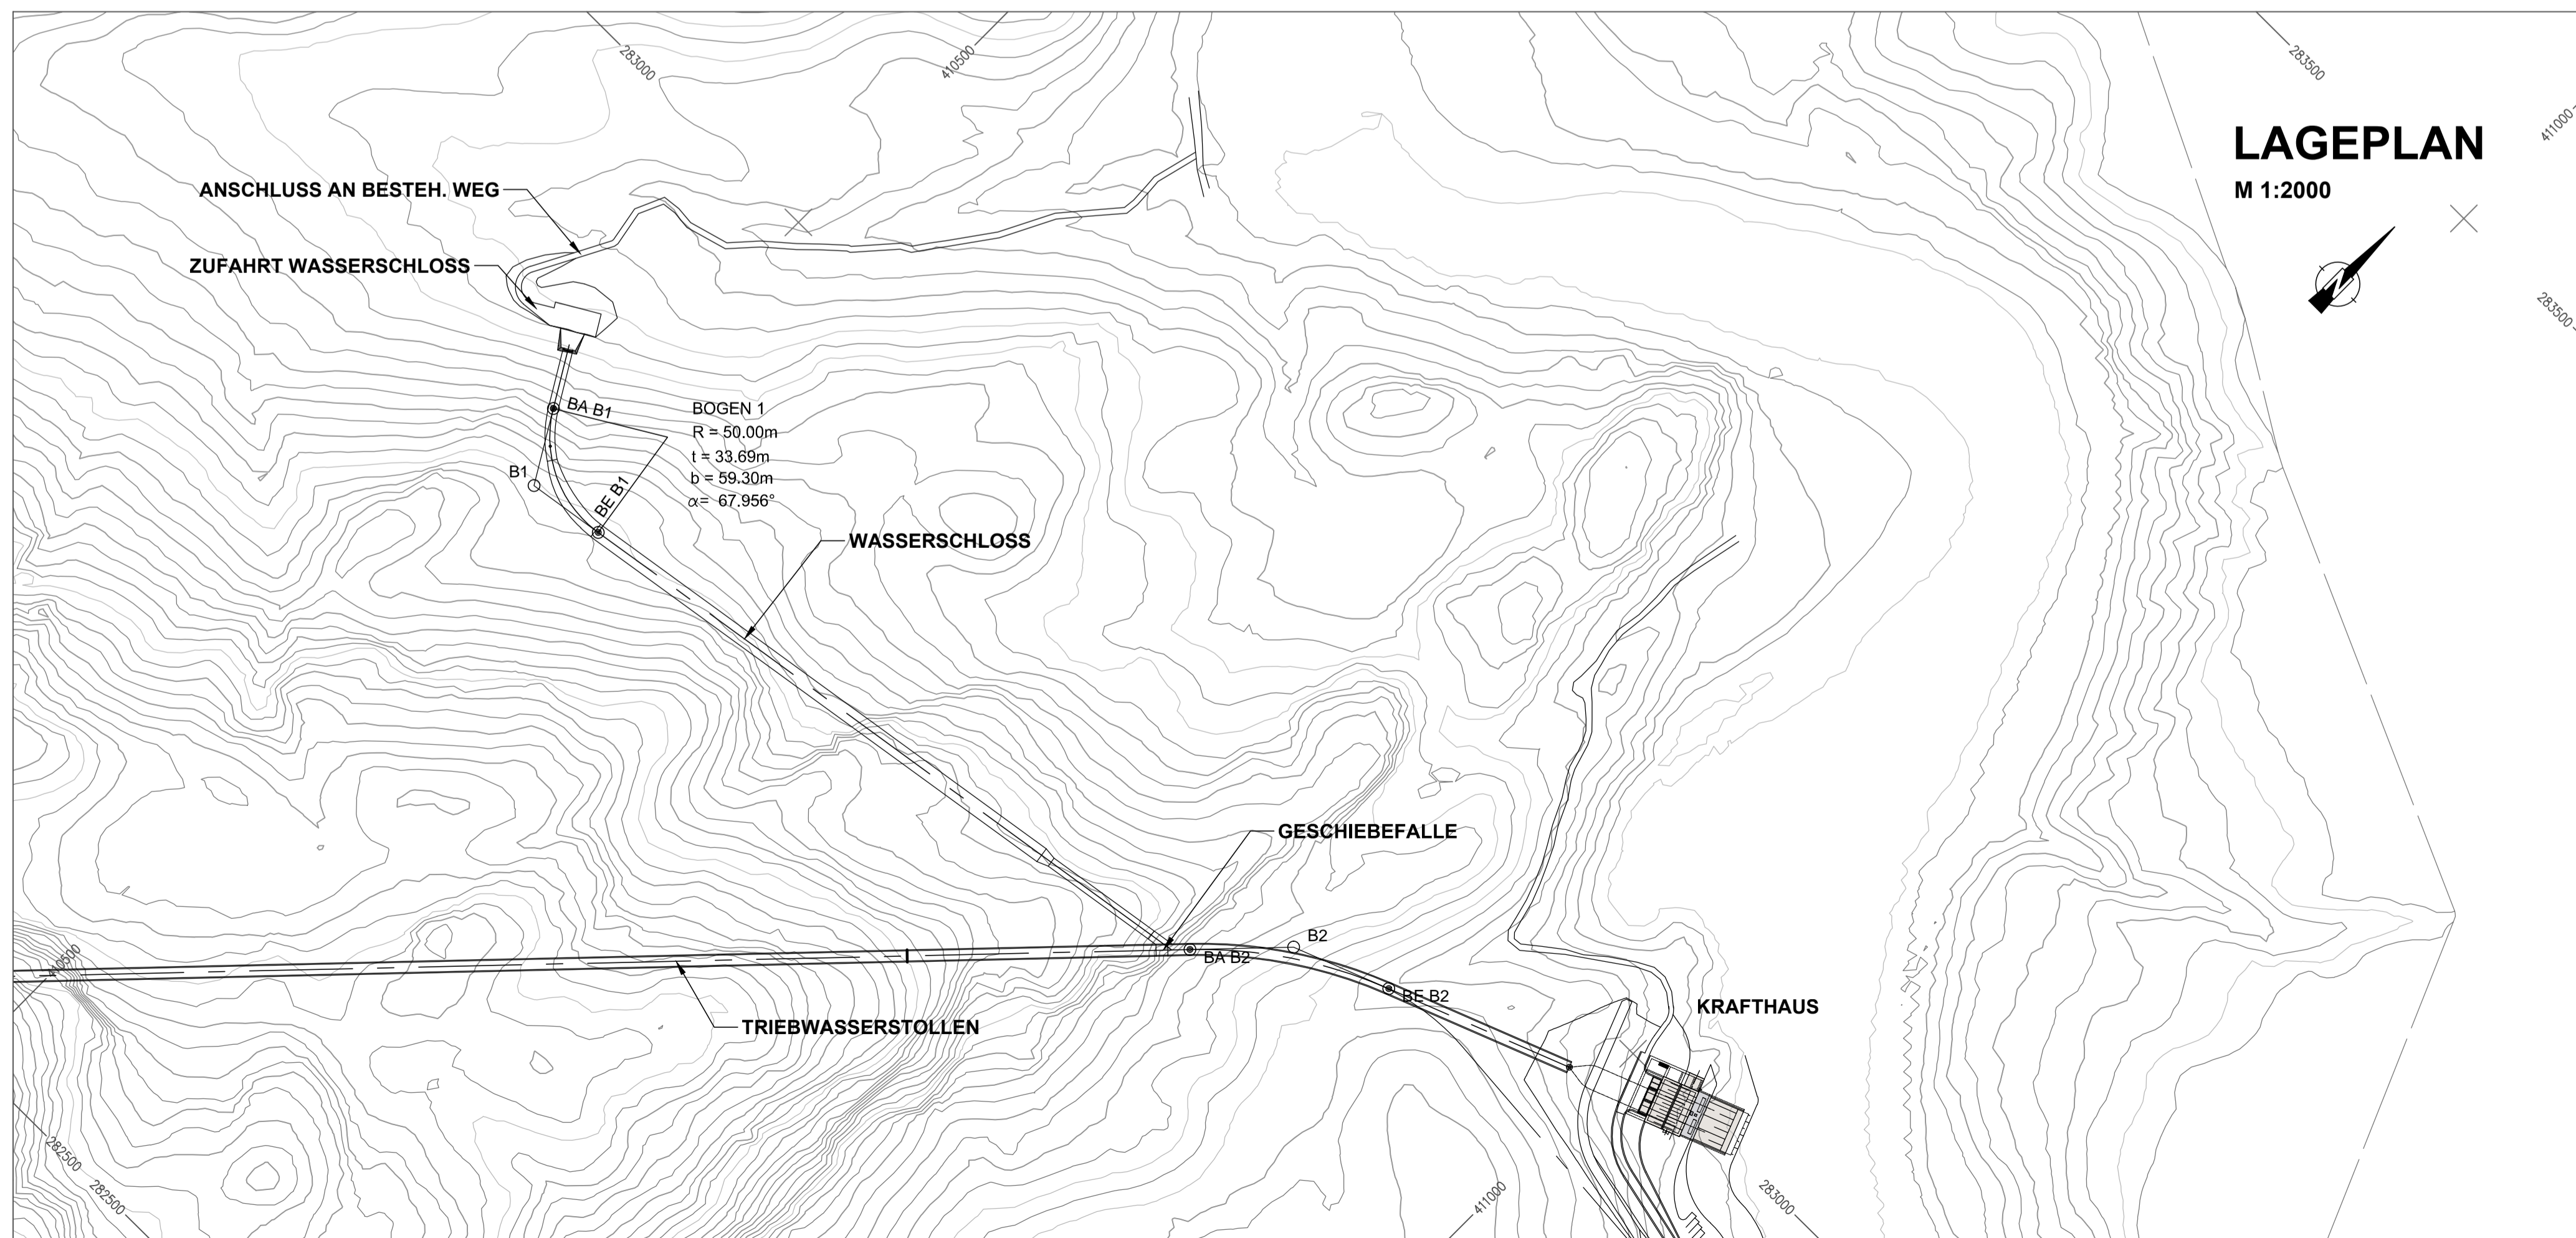 283000
410500
283500
411000
LAGEPLAN
M 1:2000
N
283500
ANSCHLUSS AN BESTEH. WEG
ZUFAHRT WASSERSCHLOSS
BA B1
BOGEN 1
R = 50.00m
t = 33.69m
b = 59.30m
α= 67.956°
B1
BE B1
WASSERSCHLOSS
GESCHIEBEFALLE
B2
BA B2
BE B2
410500
TRIEBWASSERSTOLLEN
KRAFTHAUS
282500
282500
411000
283000